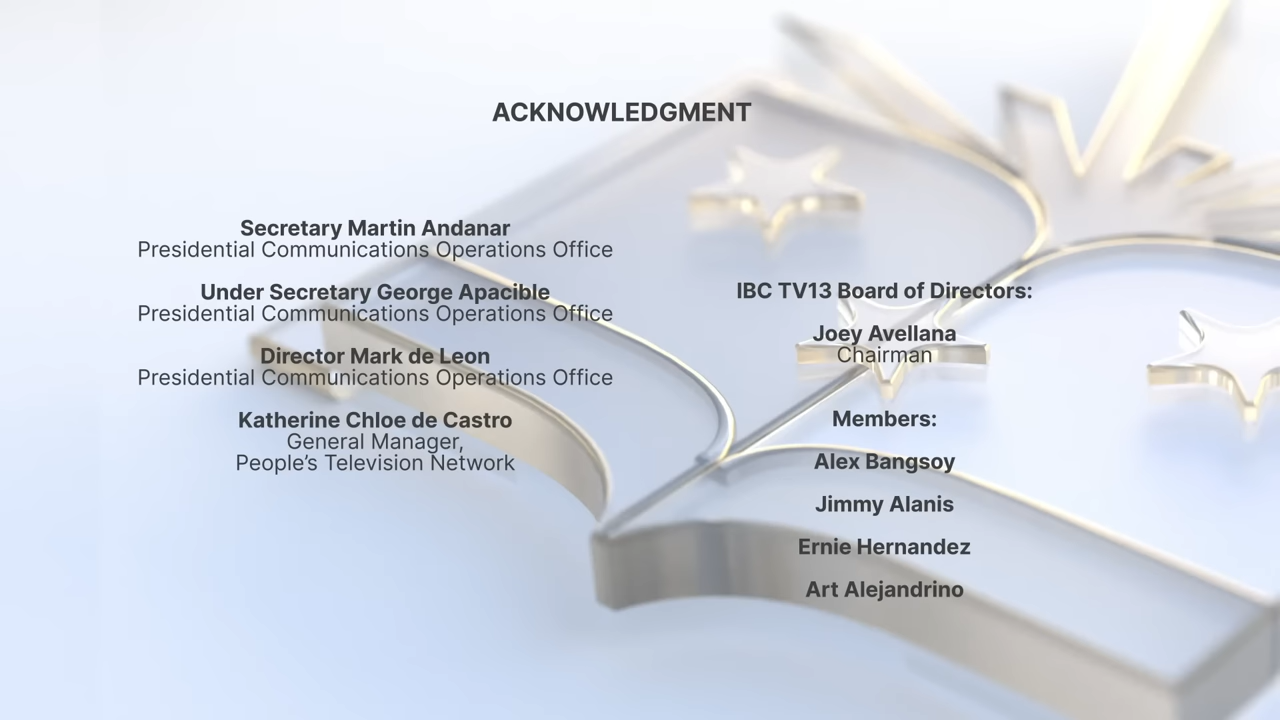 ACKNOWLEDGMENT
Secretary Martin Andanar
Presidential Communications Operations Office
Under Secretary George Apacible
Presidential Communications Operations Office
Director Mark de Leon
Presidential Communications Operations Office
Katherine Chloe de Castro
General Manager,
People’s Television Network
IBC TV13 Board of Directors:
Joey Avellana
Chairman
Members:
Alex Bangsoy
Jimmy Alanis
Ernie Hernandez
Art Alejandrino